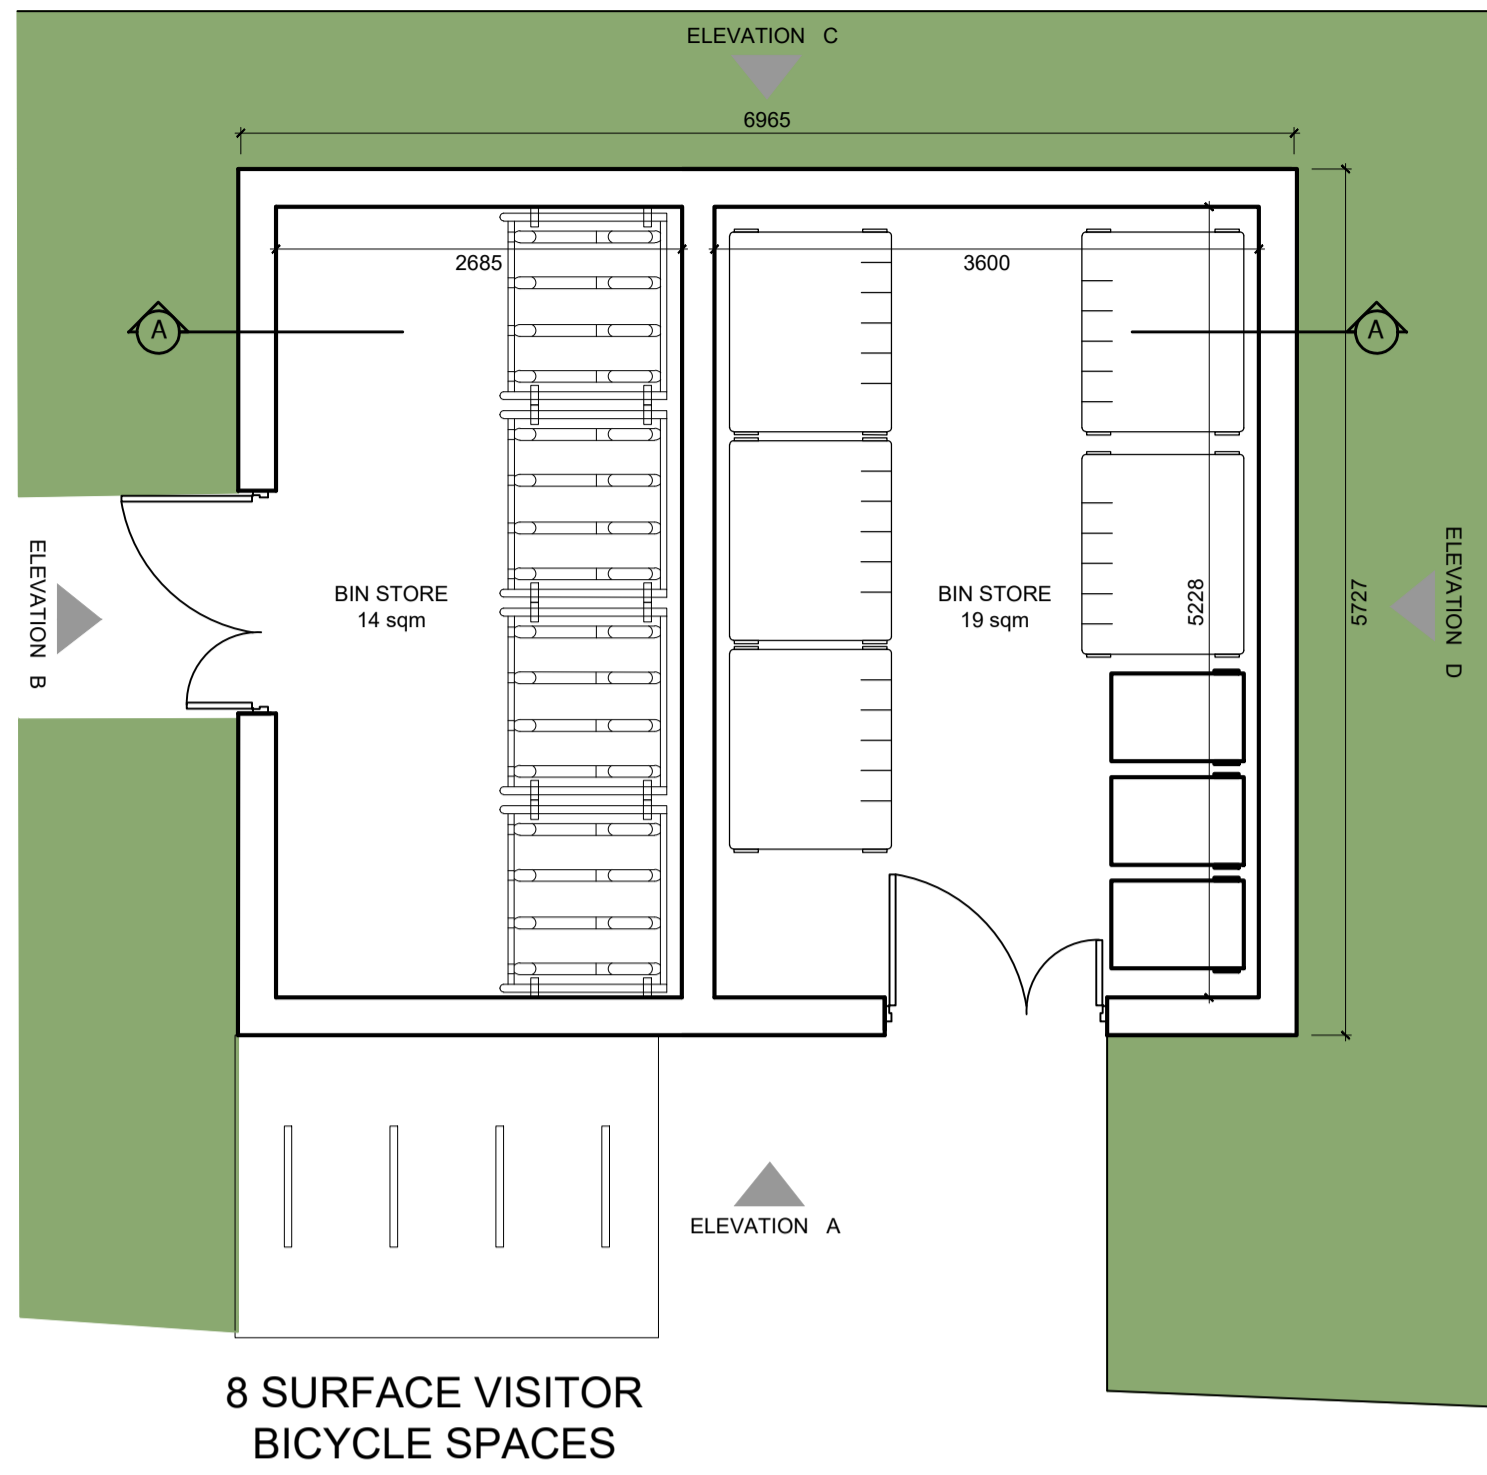 ELEVATION C
6965
2685
3600
A
A
ELEVATION B
BIN STORE
14 sqm
BIN STORE
19 sqm
5228
5727
ELEVATION D
ELEVATION A
8 SURFACE VISITOR
BICYCLE SPACES